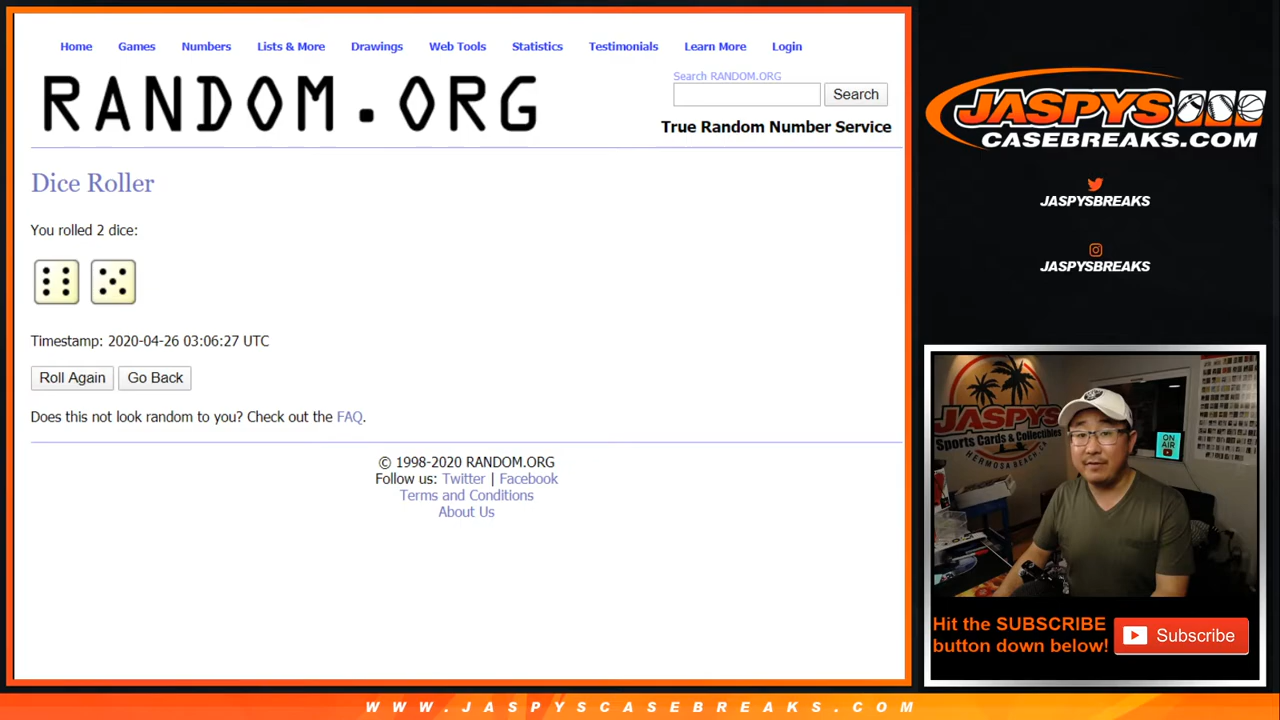 Home Games Numbers Lists & More Drawings Web Tools Statistics Testimonials Learn More Login
RANDOM.ORG
Search RANDOM.ORG
Search
True Random Number Service
Dice Roller
You rolled 2 dice:
Timestamp: 2020-04-26 03:06:27 UTC
Roll Again Go Back
Does this not look random to you? Check out the FAQ.
© 1998-2020 RANDOM.ORG
Follow us: Twitter | Facebook
Terms and Conditions
About Us
JASPYS
CASEBREAKS.COM
JASPYSBREAKS
JASPYSBREAKS
JASPYS
Sports Cards & Collectibles
HERMOSA BEACH, CA
ON
AIR
Hit the SUBSCRIBE
button down below!
Subscribe
WWW.JASPYSCASEBREAKS.COM